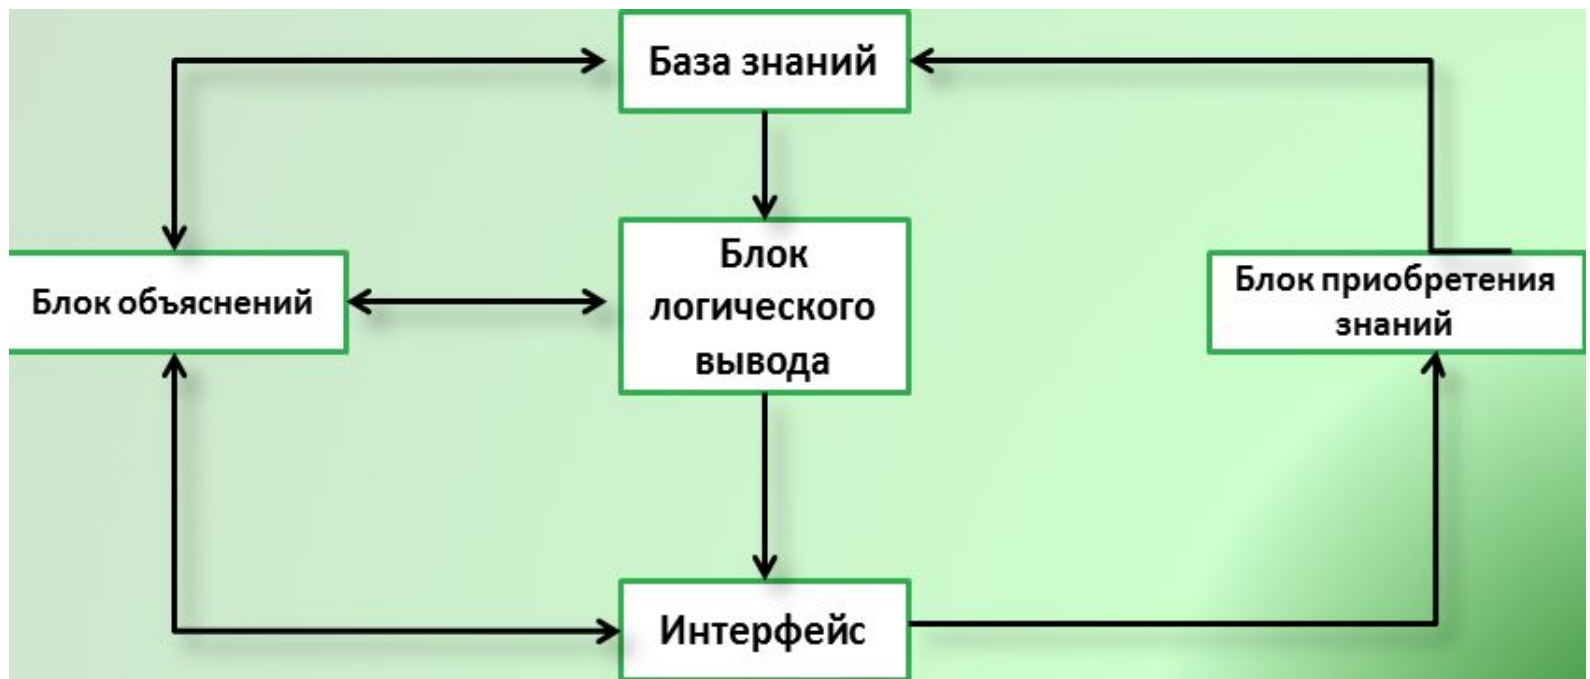 База знаний
Блок
логического
вывода
Блок объяснений
Блок приобретения
знаний
Интерфейс